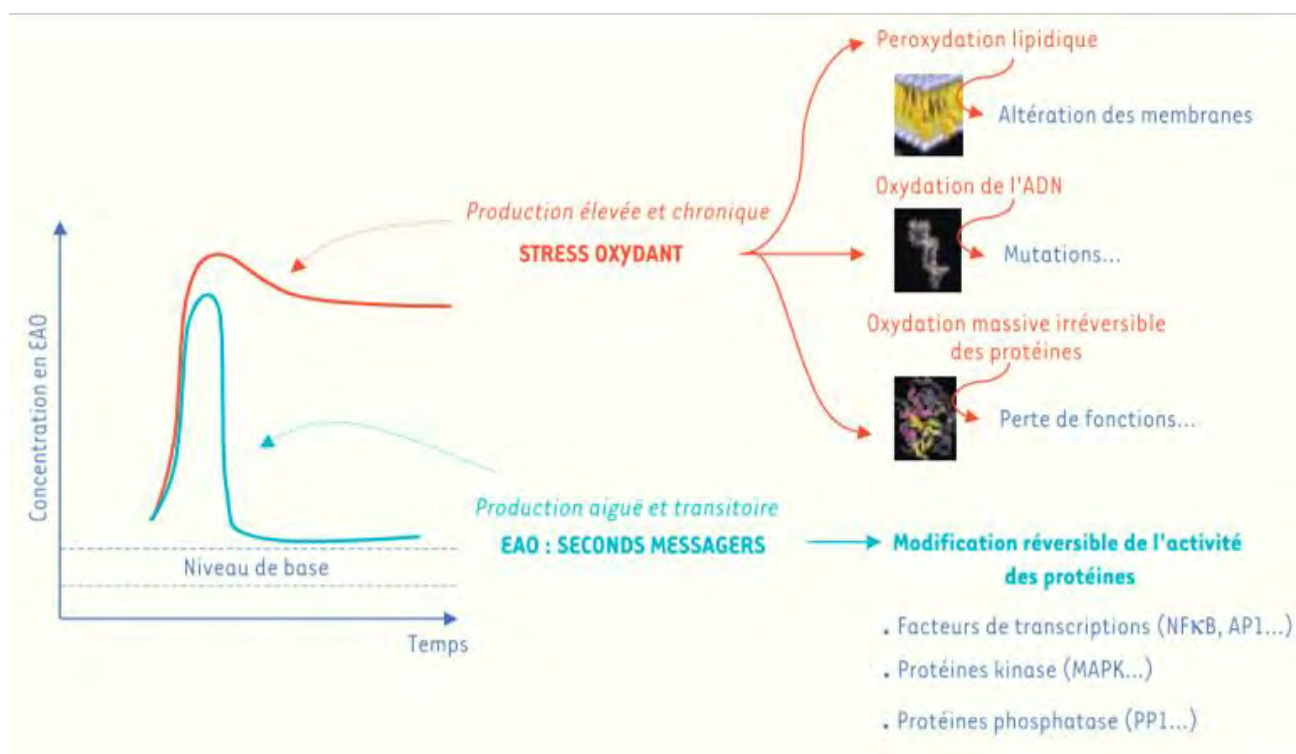 Peroxydation lipidique
Altération des membranes
Oxydation de l'ADN
Mutations...
Oxydation massive irréversible
des protéines
Perte de fonctions...
Production élevée et chronique
STRESS OXYDANT
Concentration en EAO
Niveau de base
Temps
Production aiguë et transitoire
EAO : SECONDS MESSAGERS
Modification réversible de l'activité
des protéines
. Facteurs de transcriptions (NFκB, AP1...)
. Protéines kinase (MAPK...)
. Protéines phosphatase (PP1...)